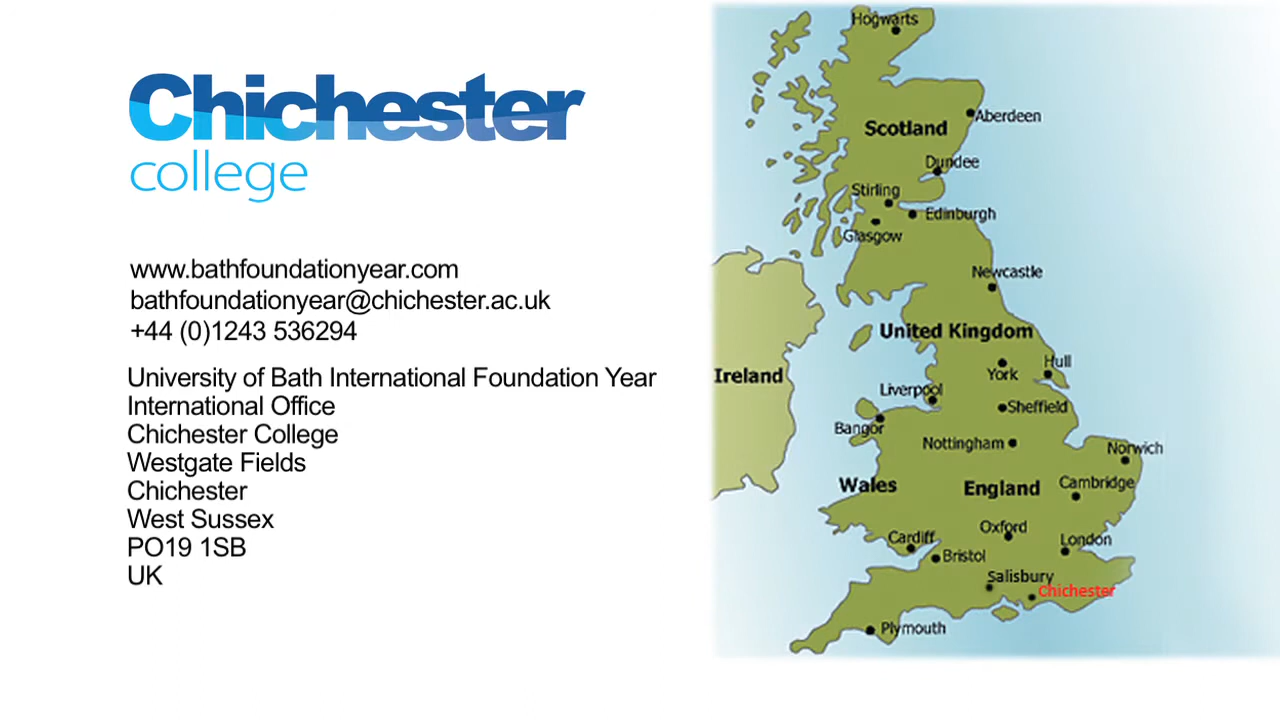 Chichester
college
www.bathfoundationyear.com
bathfoundationyear@chichester.ac.uk
+44 (0)1243 536294
University of Bath International Foundation Year
International Office
Chichester College
Westgate Fields
Chichester
West Sussex
PO19 1SB
UK
Hogwarts
Aberdeen
Scotland
Dundee
Stirling
Edinburgh
Glasgow
Newcastle
United Kingdom
Hull
York
Ireland
Liverpool
Sheffield
Bangor
Nottingham
Norwich
Wales
England
Cambridge
Oxford
Cardiff
London
Bristol
Salisbury
Chichester
Plymouth